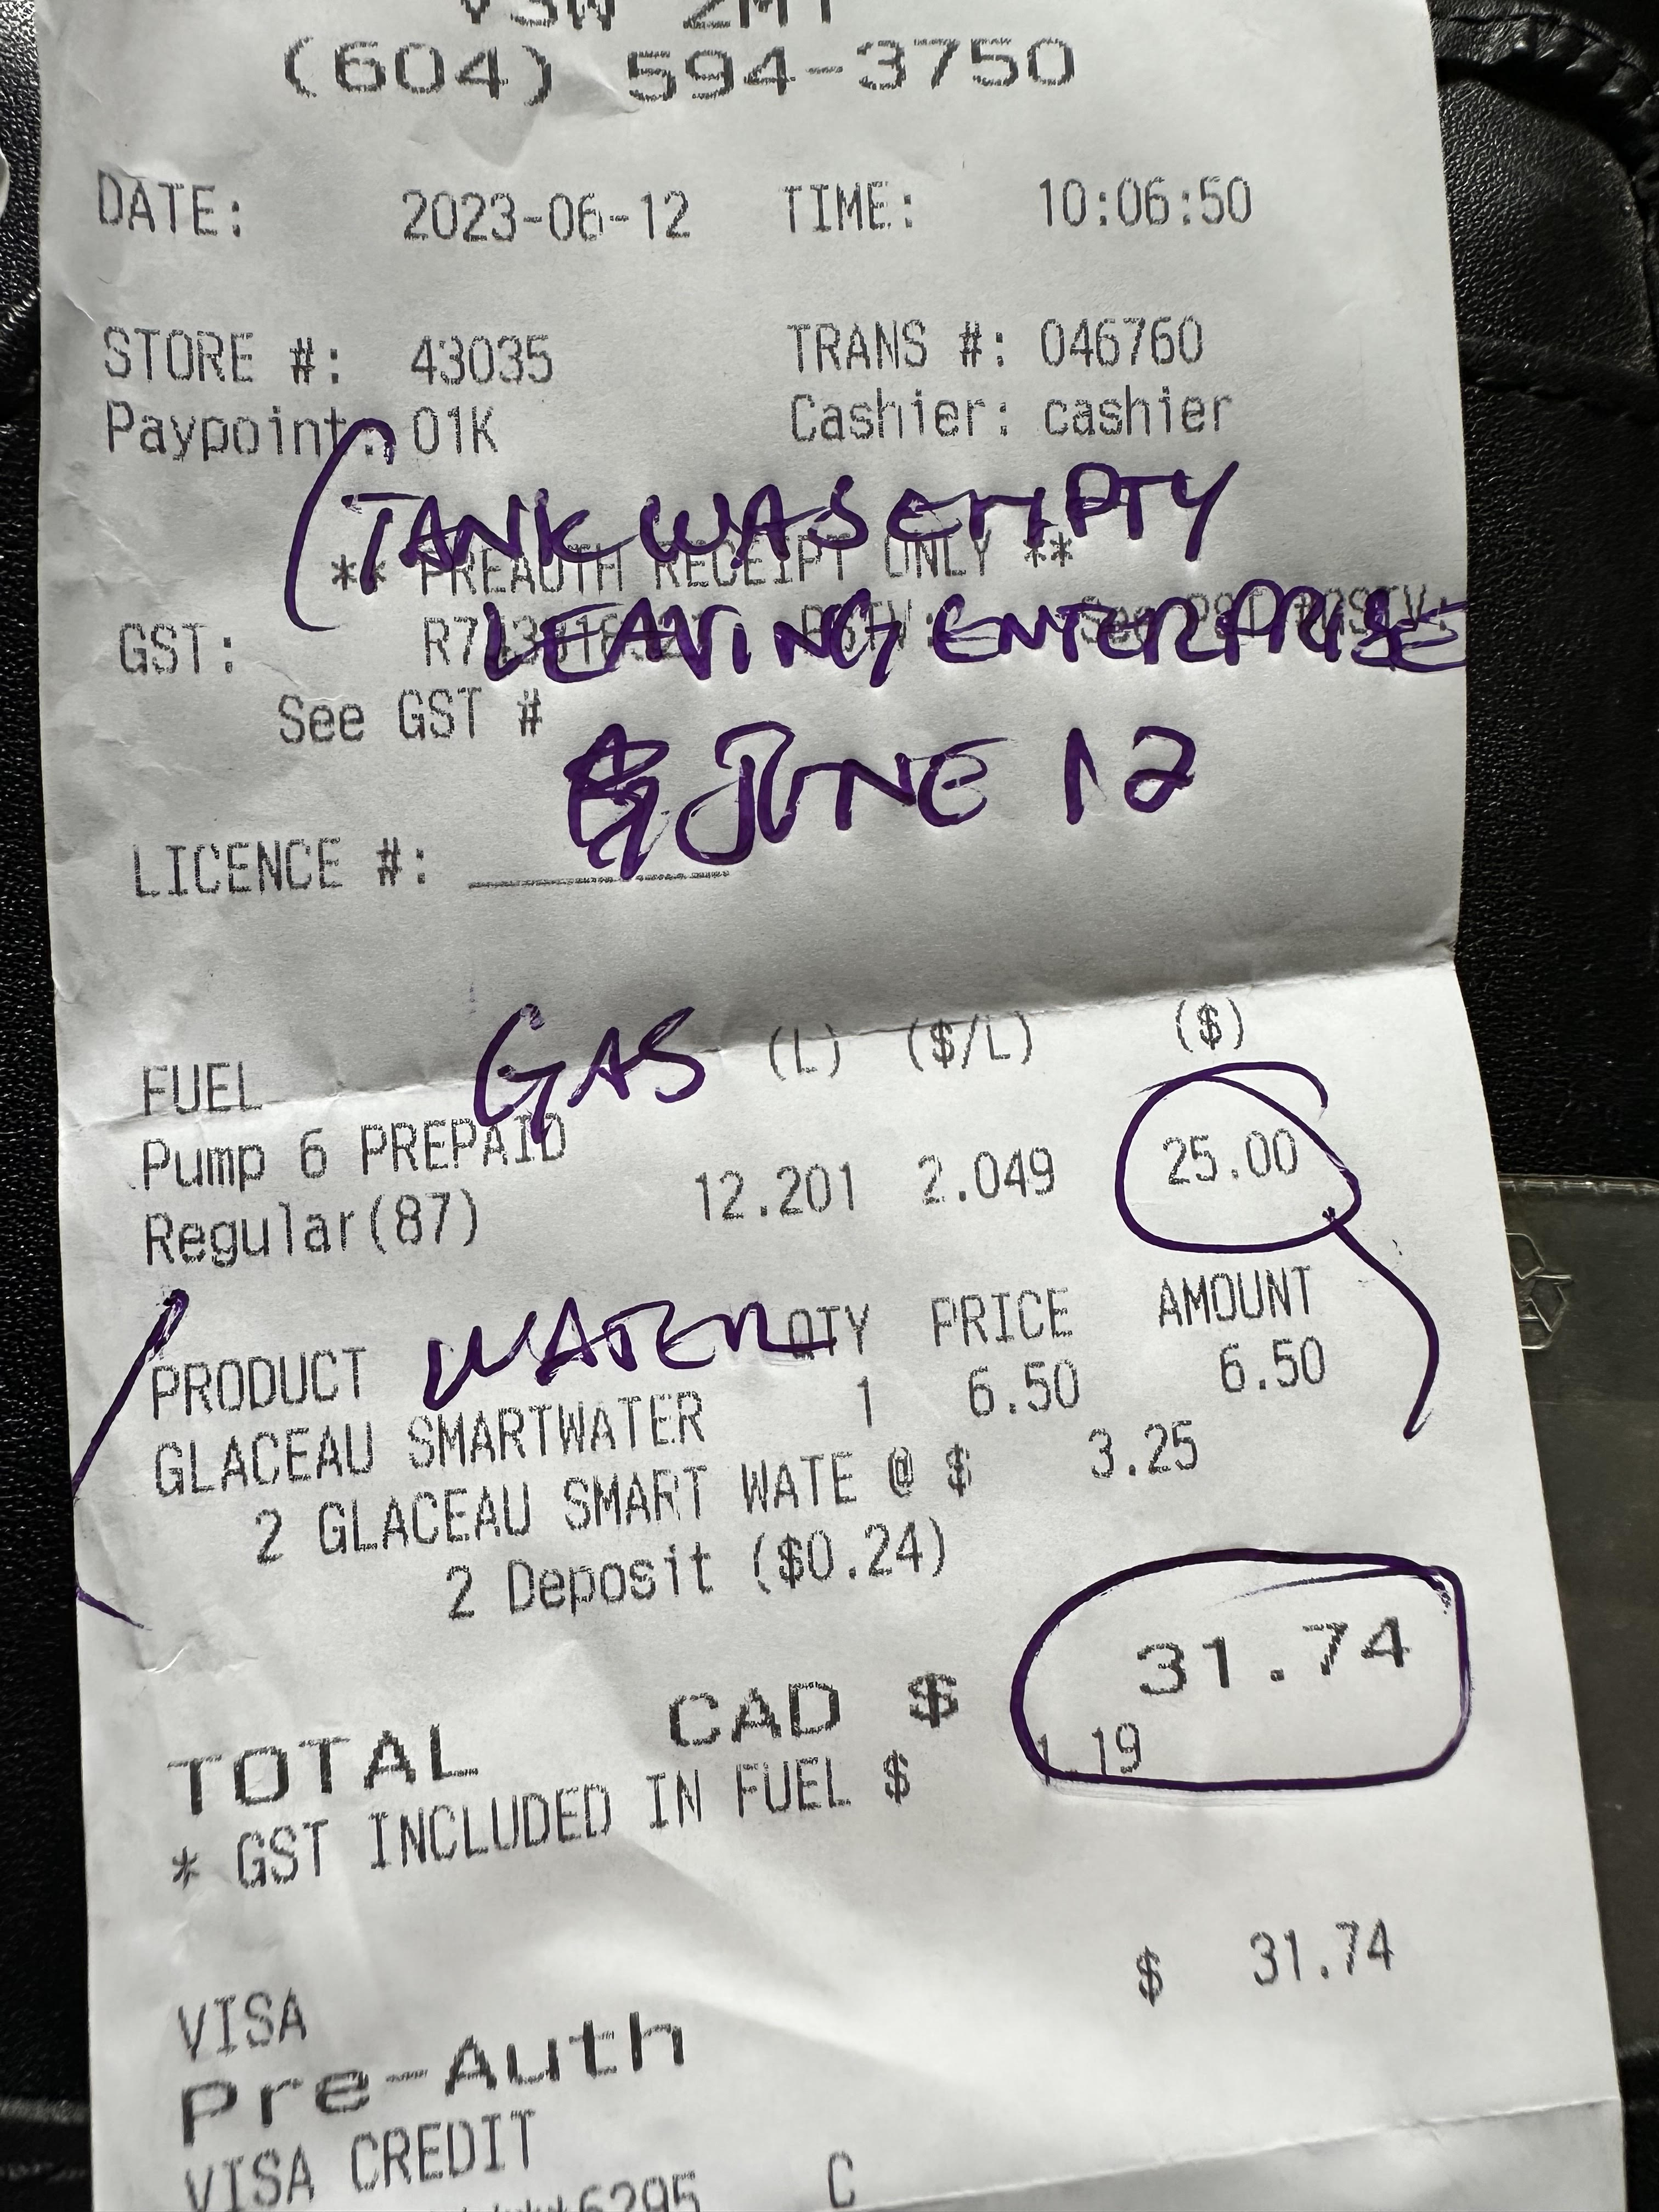 V3W 2M1
(604) 594-3750
DATE: 2023-06-12 TIME: 10:06:50
STORE #: 43035 TRANS #: 046760
Paypoint: 01K Cashier: cashier
(TANK WAS EMPTY
** PREAUTH RECEIPT ONLY **
LEAVING ENTERPRISE
GST:
See GST #
JUNE 12
LICENCE #:
GAS
FUEL (L) ($/L) ($)
Pump 6 PREPAID
Regular(87) 12.201 2.049 25.00
WATER
PRODUCT QTY PRICE AMOUNT
GLACEAU SMARTWATER 1 6.50 6.50
2 GLACEAU SMART WATE @ $ 3.25
2 Deposit ($0.24)
TOTAL CAD $ 31.74
* GST INCLUDED IN FUEL $ 1.19
VISA $ 31.74
Pre-Auth
VISA CREDIT
6295 C